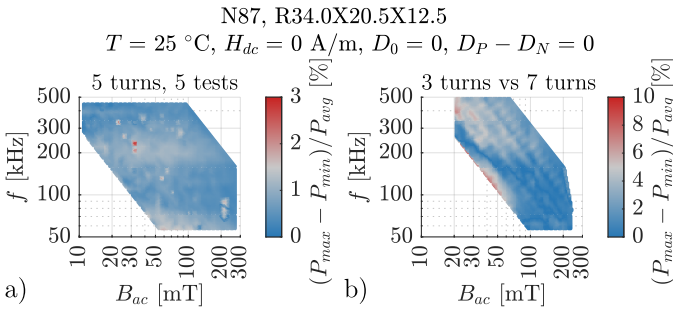 N87, R34.0X20.5X12.5
T = 25 °C, H_dc = 0 A/m, D_0 = 0, D_P − D_N = 0
5 turns, 5 tests
500
300
200
100
50
f [kHz]
10 20 30 50 100 200 300
B_ac [mT]
3
2
1
0
(P_max − P_min)/P_avg [%]
a)
3 turns vs 7 turns
500
300
200
100
50
f [kHz]
10 20 30 50 100 200 300
B_ac [mT]
10
8
6
4
2
0
(P_max − P_min)/P_avg [%]
b)